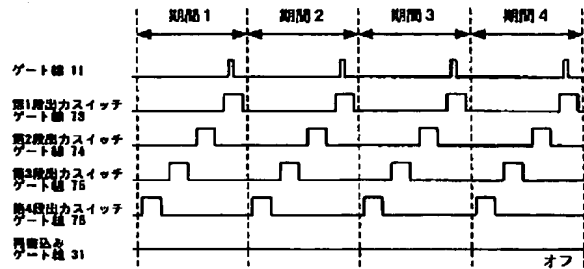 期間1 期間2 期間3 期間4
ゲート線 11
第1段出力スイッチ
ゲート線 73
第2段出力スイッチ
ゲート線 74
第3段出力スイッチ
ゲート線 75
第4段出力スイッチ
ゲート線 76
再書込み
ゲート線 31
オフ